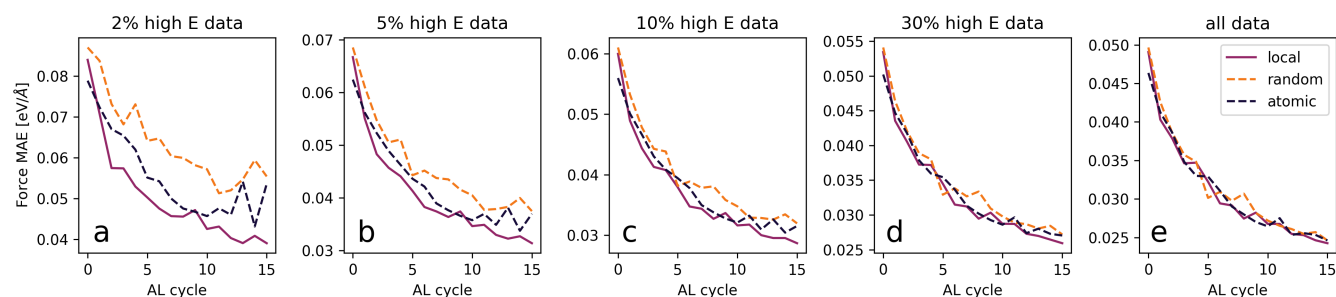 2% high E data
5% high E data
10% high E data
30% high E data
all data
Force MAE [eV/Å]
0.08
0.07
0.06
0.05
0.04
a
0 5 10 15
AL cycle
0.07
0.06
0.05
0.04
0.03
b
0 5 10 15
AL cycle
0.06
0.05
0.04
0.03
c
0 5 10 15
AL cycle
0.055
0.050
0.045
0.040
0.035
0.030
0.025
d
0 5 10 15
AL cycle
0.050
0.045
0.040
0.035
0.030
0.025
local
random
atomic
e
0 5 10 15
AL cycle